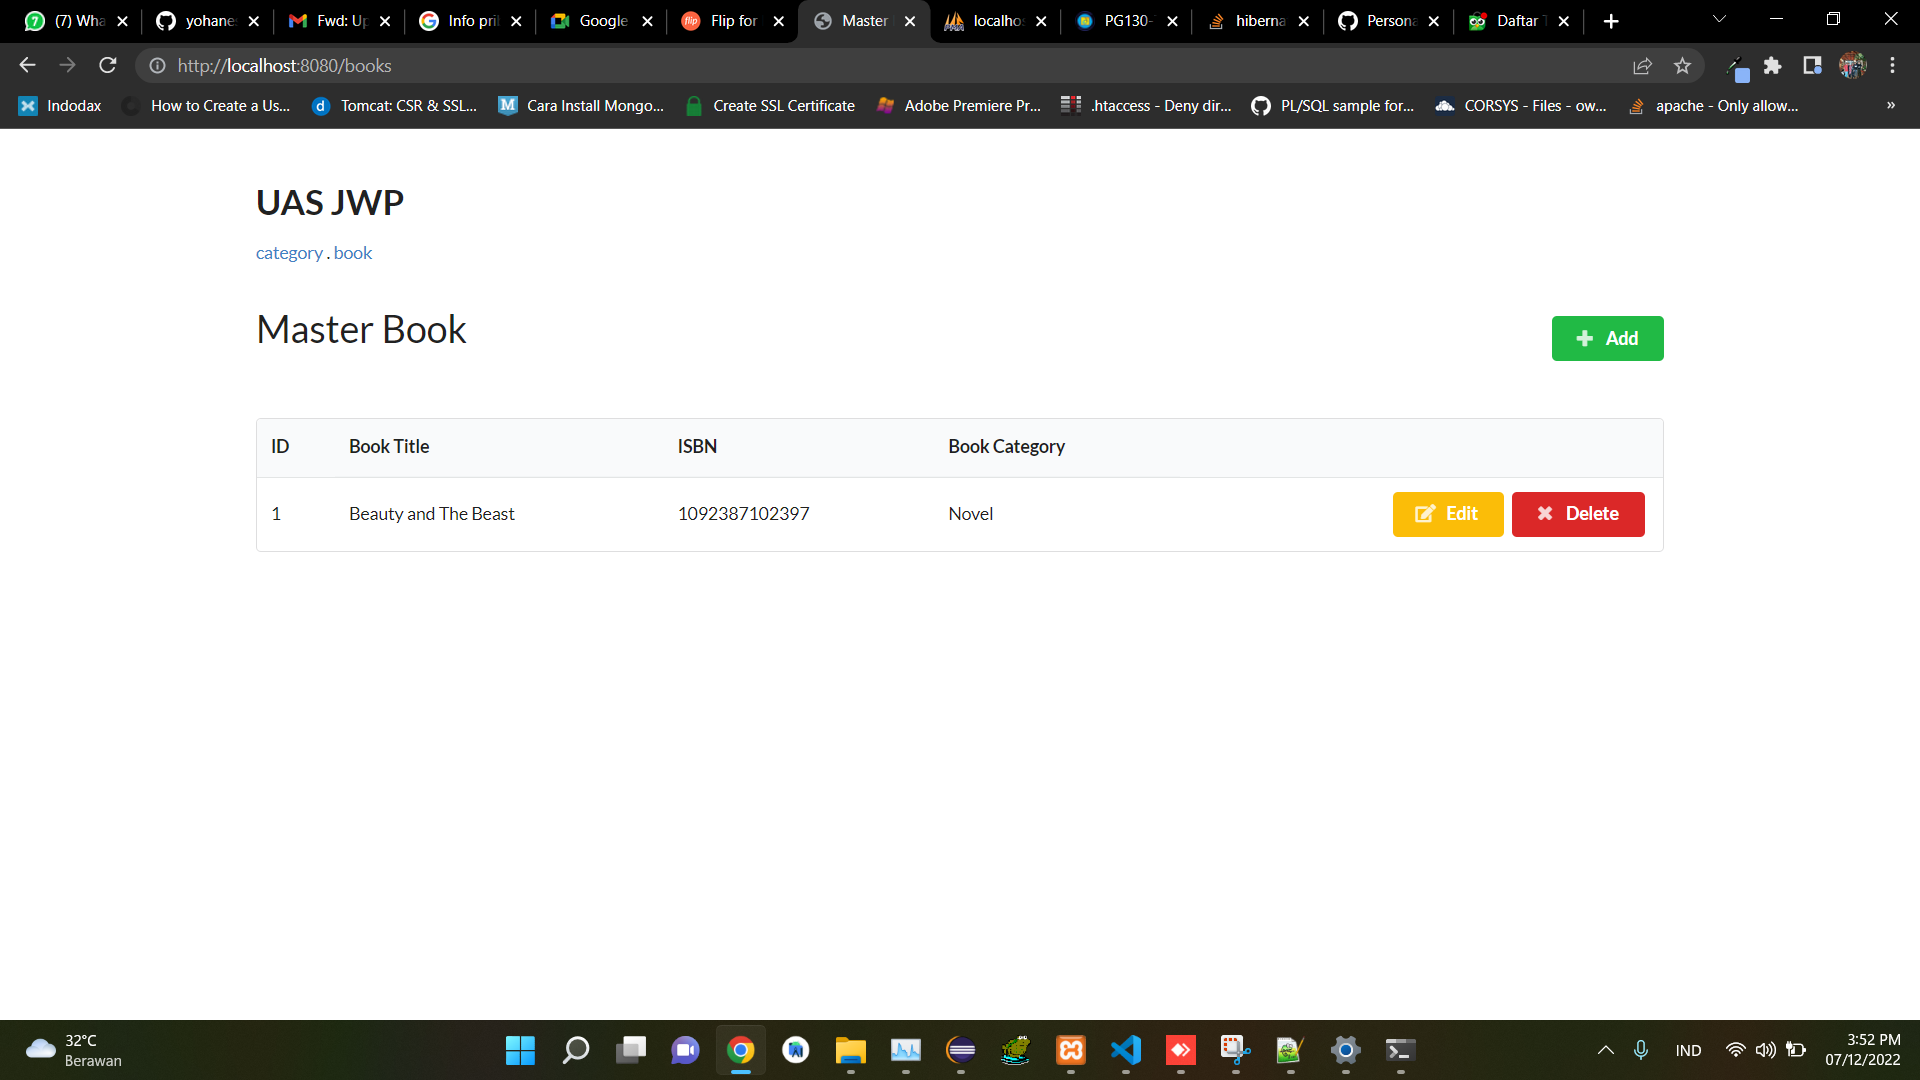 (7) Wha
yohane
Fwd: Up
Info pri
Google
Flip for
Master
localhos
PG130-
hiberna
Persona
Daftar T
http://localhost:8080/books
Indodax
How to Create a Us...
Tomcat: CSR & SSL...
Cara Install Mongo...
Create SSL Certificate
Adobe Premiere Pr...
.htaccess - Deny dir...
PL/SQL sample for...
CORSYS - Files - ow...
apache - Only allow...
»
UAS JWP
category . book
Master Book
Add
ID Book Title ISBN Book Category
1 Beauty and The Beast 1092387102397 Novel Edit Delete
32°C
Berawan
IND
3:52 PM
07/12/2022